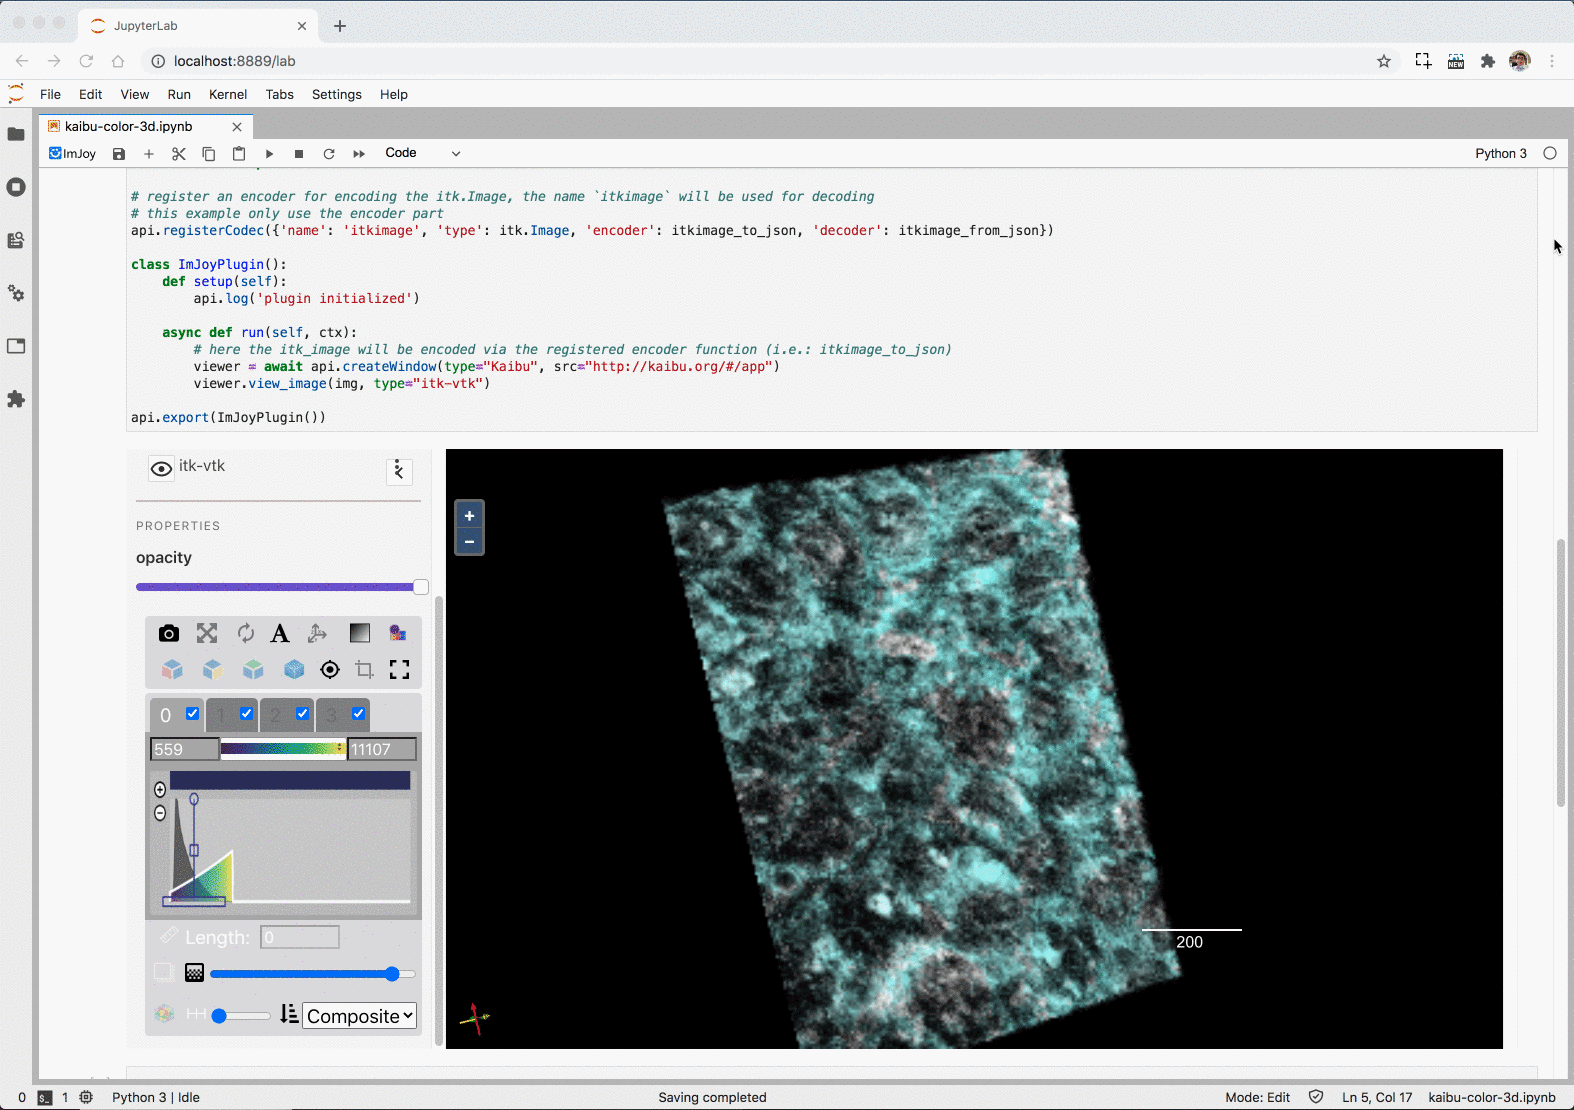 JupyterLab
localhost:8889/lab
NEW
File Edit View Run Kernel Tabs Settings Help
kaibu-color-3d.ipynb
ImJoy Code Python 3
# register an encoder for encoding the itk.Image, the name `itkimage` will be used for decoding
# this example only use the encoder part
api.registerCodec({'name': 'itkimage', 'type': itk.Image, 'encoder': itkimage_to_json, 'decoder': itkimage_from_json})
class ImJoyPlugin():
def setup(self):
api.log('plugin initialized')
async def run(self, ctx):
# here the itk_image will be encoded via the registered encoder function (i.e.: itkimage_to_json)
viewer = await api.createWindow(type="Kaibu", src="http://kaibu.org/#/app")
viewer.view_image(img, type="itk-vtk")
api.export(ImJoyPlugin())
itk-vtk
PROPERTIES
opacity
+
−
A
0 1 2 3
559 11107
Length: 0
Composite
200
0 $_ 1 Python 3 | Idle Saving completed Mode: Edit Ln 5, Col 17 kaibu-color-3d.ipynb